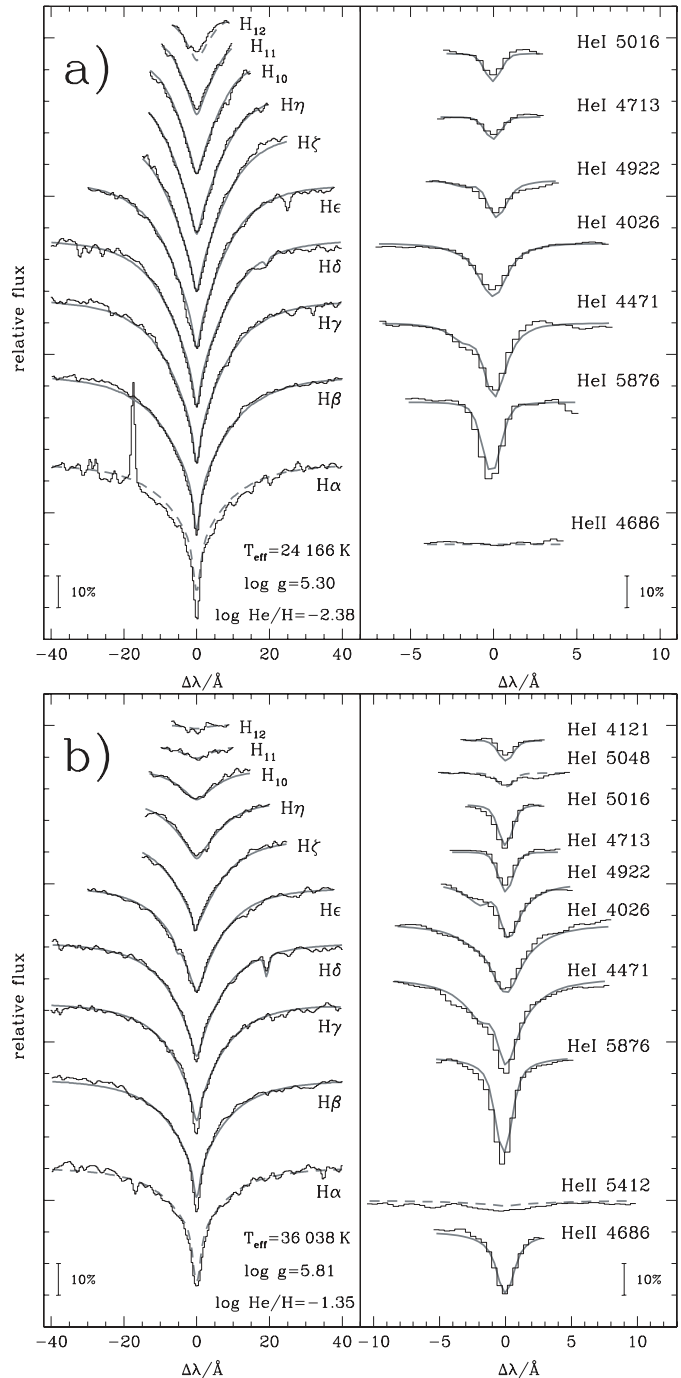 a)
H₁₂
H₁₁
H₁₀
Hη
Hζ
Hϵ
Hδ
Hγ
Hβ
Hα
T_eff=24 166 K
log g=5.30
log He/H=−2.38
10%
relative flux
HeI 5016
HeI 4713
HeI 4922
HeI 4026
HeI 4471
HeI 5876
HeII 4686
10%
−40 −20 0 20 40
−5 0 5 10
Δλ/Å
Δλ/Å
b)
H₁₂
H₁₁
H₁₀
Hη
Hζ
Hϵ
Hδ
Hγ
Hβ
Hα
T_eff=36 038 K
log g=5.81
log He/H=−1.35
10%
relative flux
HeI 4121
HeI 5048
HeI 5016
HeI 4713
HeI 4922
HeI 4026
HeI 4471
HeI 5876
HeII 5412
HeII 4686
10%
−40 −20 0 20 40
−10 −5 0 5 10
Δλ/Å
Δλ/Å